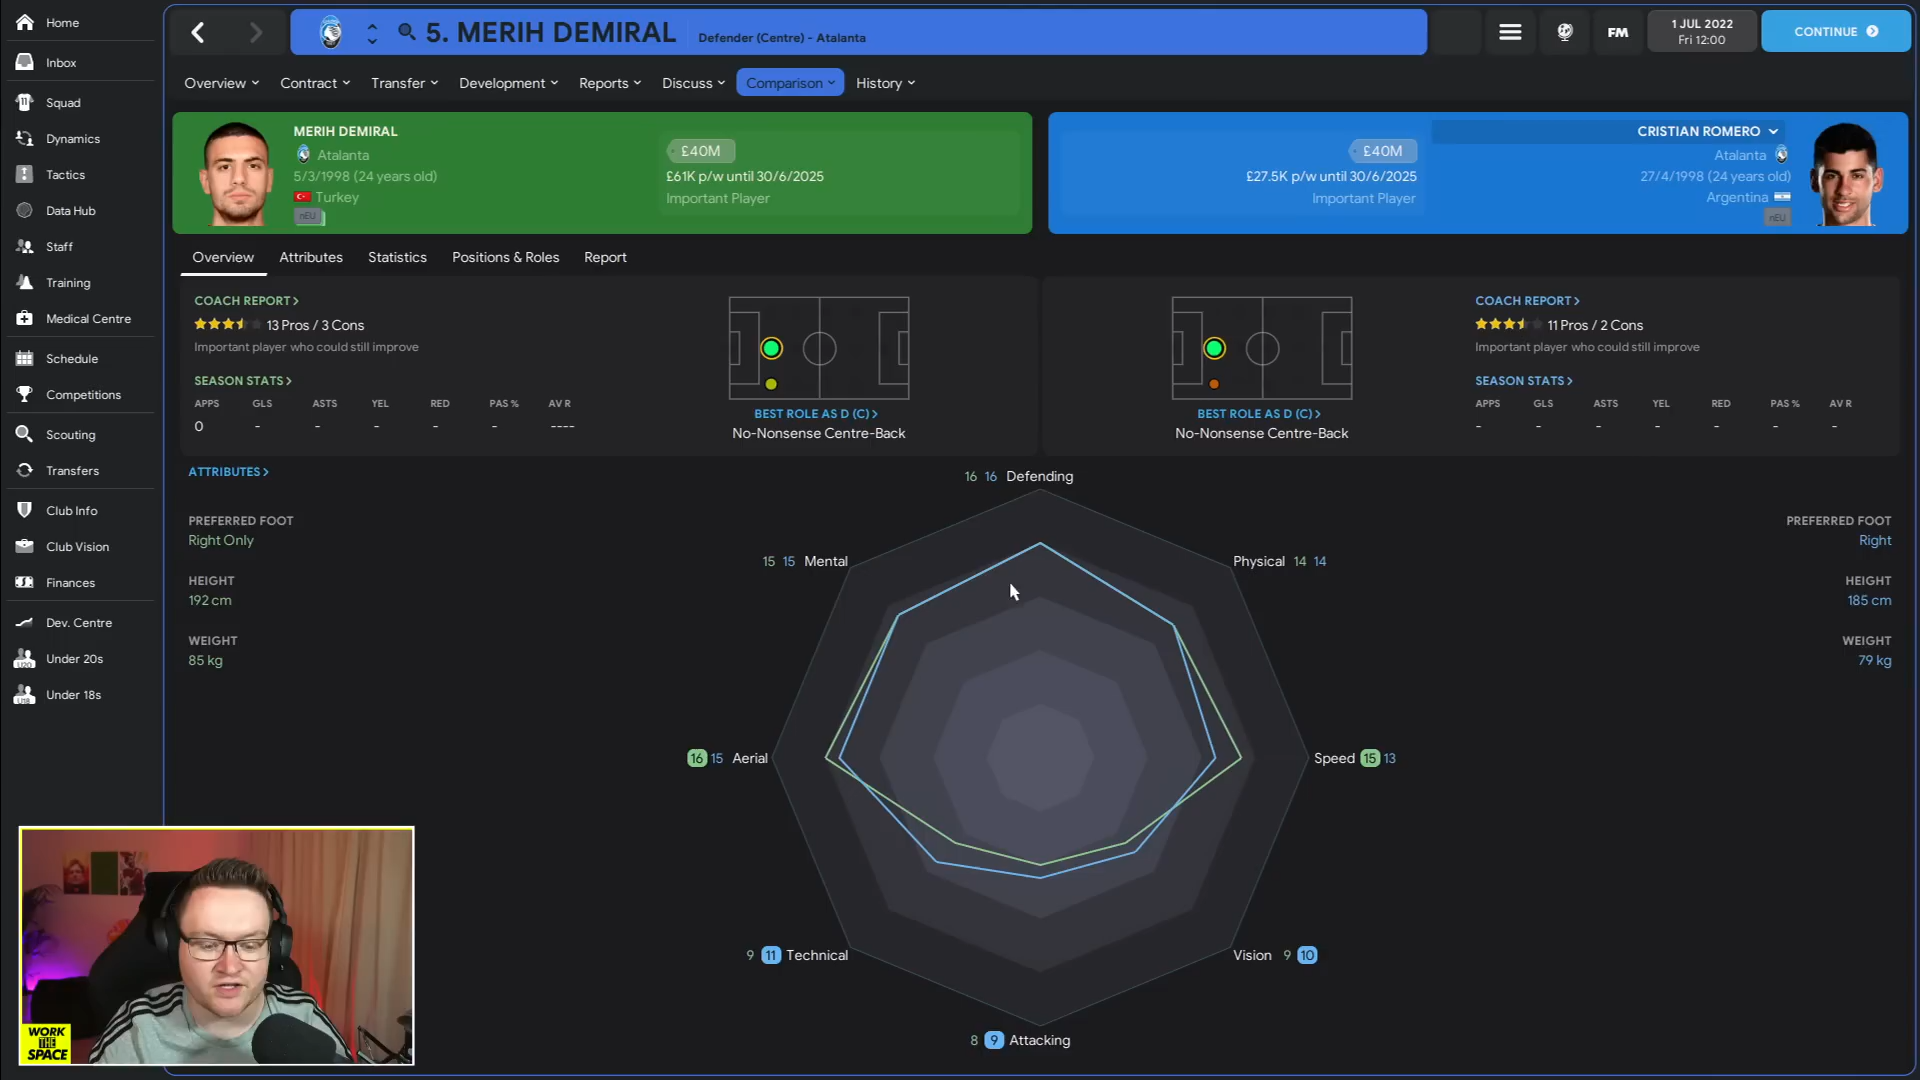 Home
Inbox
Squad
Dynamics
Tactics
Data Hub
Staff
Training
Medical Centre
Schedule
Competitions
Scouting
Transfers
Club Info
Club Vision
Finances
Dev. Centre
Under 20s
Under 18s
5. MERIH DEMIRAL
Defender (Centre) - Atalanta
FM
1 JUL 2022
Fri 12:00
CONTINUE
Overview
Contract
Transfer
Development
Reports
Discuss
Comparison
History
MERIH DEMIRAL
Atalanta
5/3/1998 (24 years old)
Turkey
nEU
£40M
£61K p/w until 30/6/2025
Important Player
CRISTIAN ROMERO
Atalanta
27/4/1998 (24 years old)
Argentina
nEU
£40M
£27.5K p/w until 30/6/2025
Important Player
Overview
Attributes
Statistics
Positions & Roles
Report
COACH REPORT >
13 Pros / 3 Cons
Important player who could still improve
SEASON STATS >
APPS GLS ASTS YEL RED PAS % AV R
0 - - - - - ----
BEST ROLE AS D (C) >
No-Nonsense Centre-Back
BEST ROLE AS D (C) >
No-Nonsense Centre-Back
COACH REPORT >
11 Pros / 2 Cons
Important player who could still improve
SEASON STATS >
APPS GLS ASTS YEL RED PAS % AV R
- - - - - - -
ATTRIBUTES >
PREFERRED FOOT
Right Only
HEIGHT
192 cm
WEIGHT
85 kg
16 16 Defending
15 15 Mental
Physical 14 14
16 15 Aerial
Speed 15 13
9 11 Technical
Vision 9 10
8 9 Attacking
PREFERRED FOOT
Right
HEIGHT
185 cm
WEIGHT
79 kg
WORK
THE
SPACE